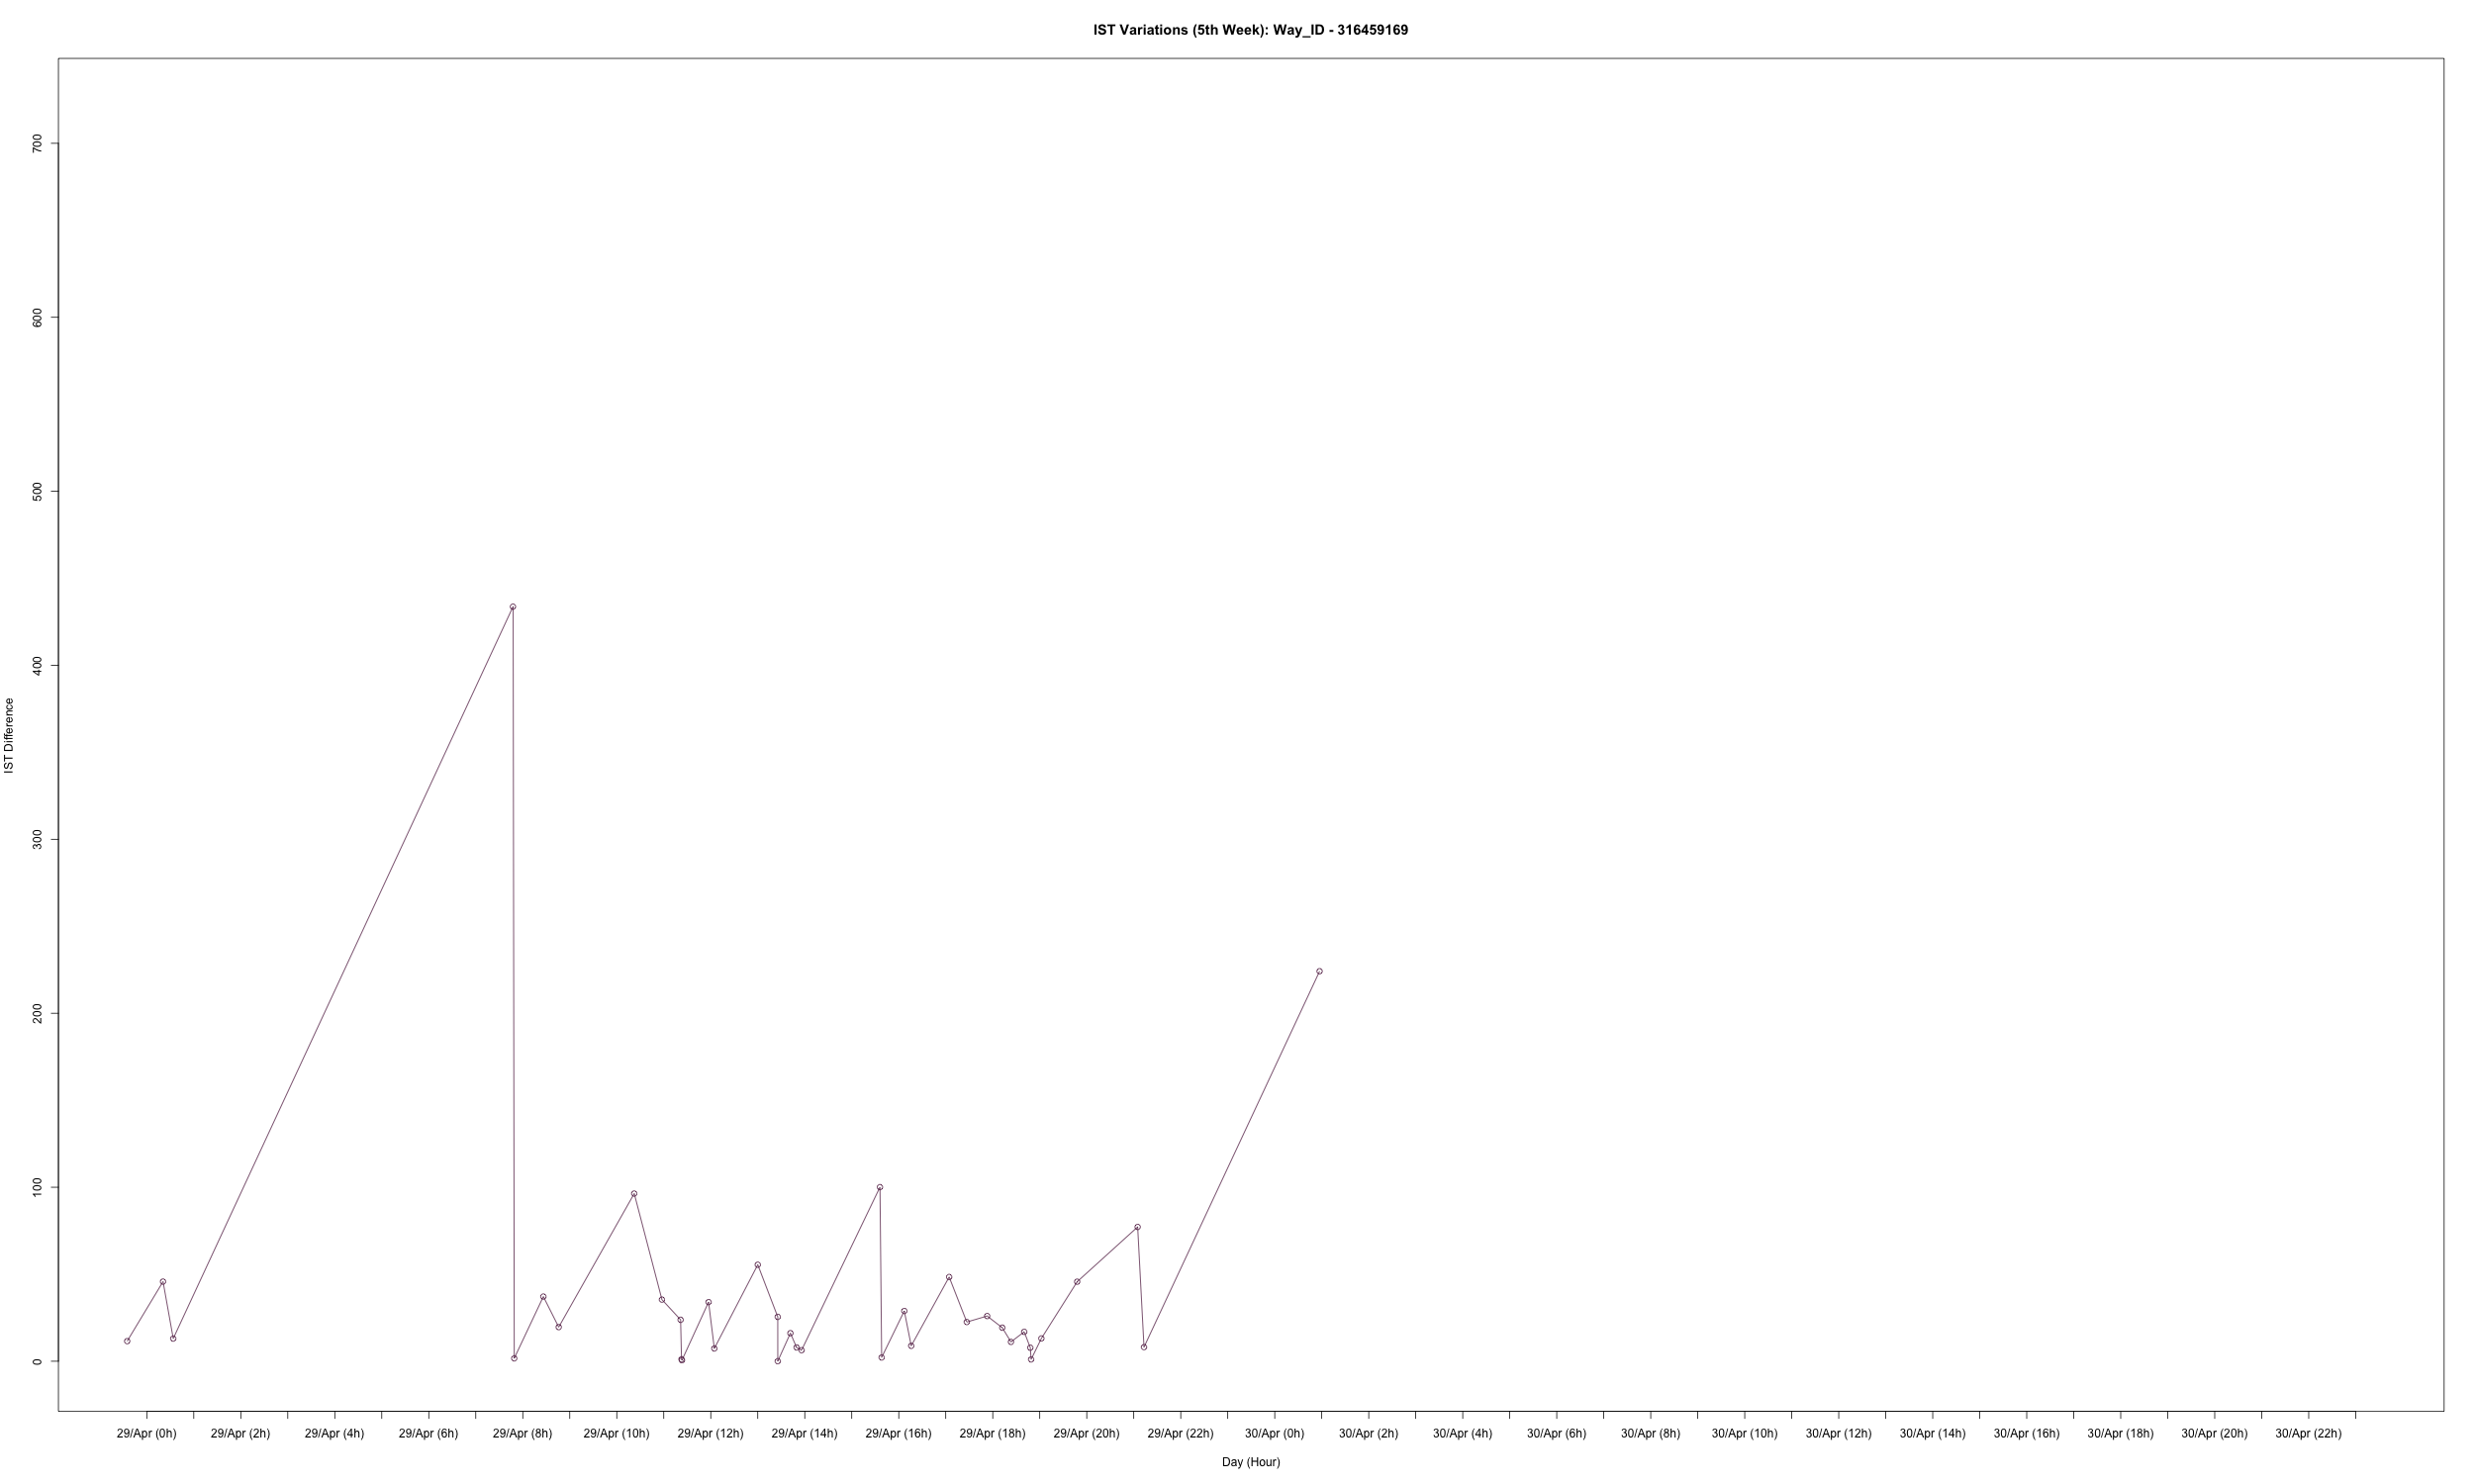 IST Variations (5th Week): Way_ID - 316459169
700
600
500
400
300
200
100
0
IST Difference
29/Apr (0h)
29/Apr (2h)
29/Apr (4h)
29/Apr (6h)
29/Apr (8h)
29/Apr (10h)
29/Apr (12h)
29/Apr (14h)
29/Apr (16h)
29/Apr (18h)
29/Apr (20h)
29/Apr (22h)
30/Apr (0h)
30/Apr (2h)
30/Apr (4h)
30/Apr (6h)
30/Apr (8h)
30/Apr (10h)
30/Apr (12h)
30/Apr (14h)
30/Apr (16h)
30/Apr (18h)
30/Apr (20h)
30/Apr (22h)
Day (Hour)